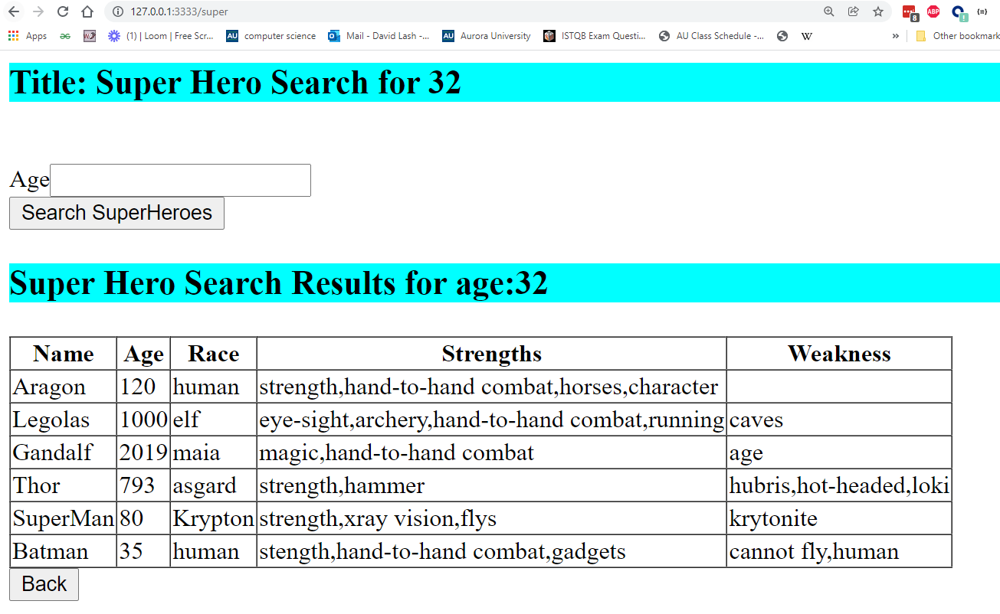 127.0.0.1:3333/super
8
ABP
Apps (1) | Loom | Free Scr... AU computer science Mail - David Lash -... AU Aurora University ISTQB Exam Questi... AU Class Schedule -... W » Other bookmark
Title: Super Hero Search for 32
Age
Search SuperHeroes
Super Hero Search Results for age:32
Name Age Race Strengths Weakness
Aragon 120 human strength,hand-to-hand combat,horses,character
Legolas 1000 elf eye-sight,archery,hand-to-hand combat,running caves
Gandalf 2019 maia magic,hand-to-hand combat age
Thor 793 asgard strength,hammer hubris,hot-headed,loki
SuperMan 80 Krypton strength,xray vision,flys krytonite
Batman 35 human stength,hand-to-hand combat,gadgets cannot fly,human
Back